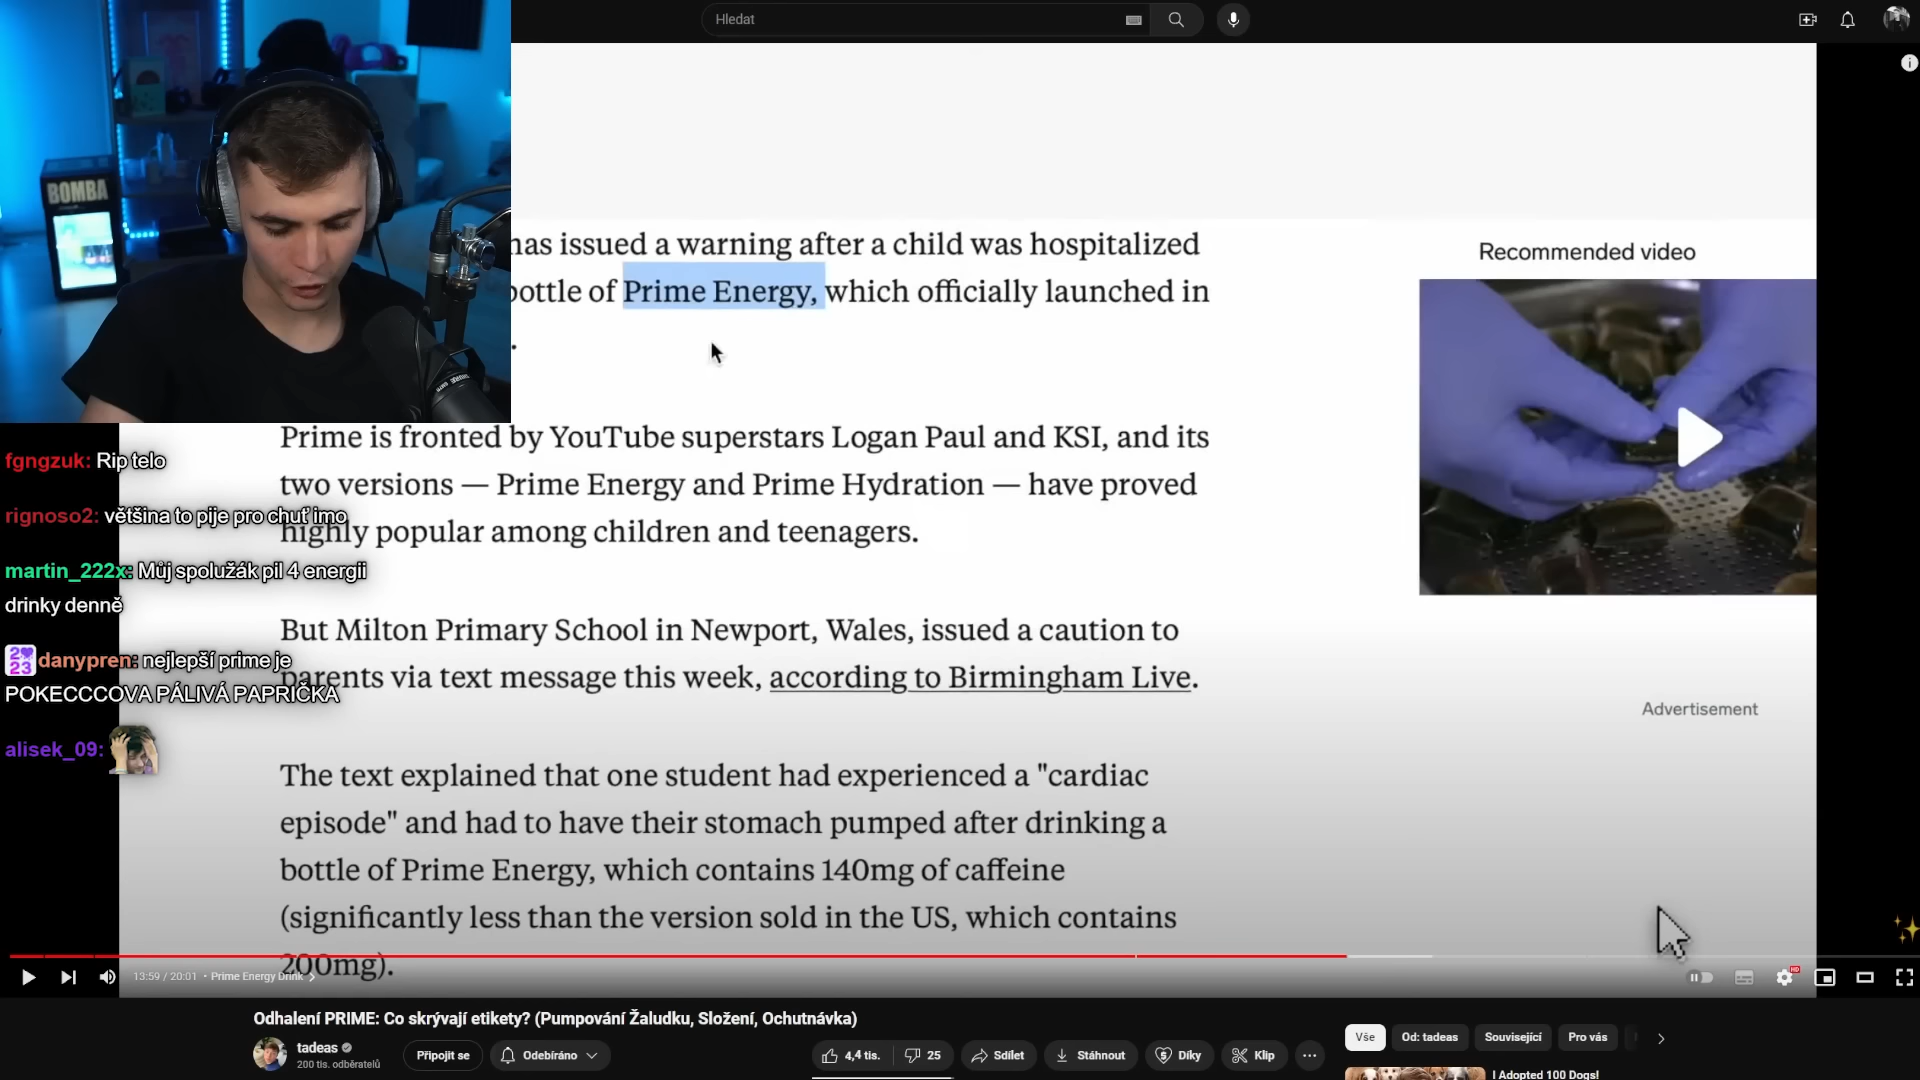 Hledat
BOMBA
has issued a warning after a child was hospitalized
bottle of Prime Energy, which officially launched in
.
Recommended video
Prime is fronted by YouTube superstars Logan Paul and KSI, and its
two versions — Prime Energy and Prime Hydration — have proved
highly popular among children and teenagers.
But Milton Primary School in Newport, Wales, issued a caution to
parents via text message this week, according to Birmingham Live.
Advertisement
The text explained that one student had experienced a "cardiac
episode" and had to have their stomach pumped after drinking a
bottle of Prime Energy, which contains 140mg of caffeine
(significantly less than the version sold in the US, which contains
200mg).
fgngzuk: Rip telo
rignoso2: většina to pije pro chuť imo
martin_222x: Můj spolužák pil 4 energii
drinky denně
danypren: nejlepší prime je
POKECCCOVA PÁLIVÁ PAPRIČKA
alisek_09:
13:59 / 20:01 • Prime Energy Drink
HD
Odhalení PRIME: Co skrývají etikety? (Pumpování Žaludku, Složení, Ochutnávka)
tadeas
200 tis. odběratelů
Připojit se
Odebíráno
4,4 tis.
25
Sdílet
Stáhnout
Díky
Klip
Vše
Od: tadeas
Související
Pro vás
I Adopted 100 Dogs!